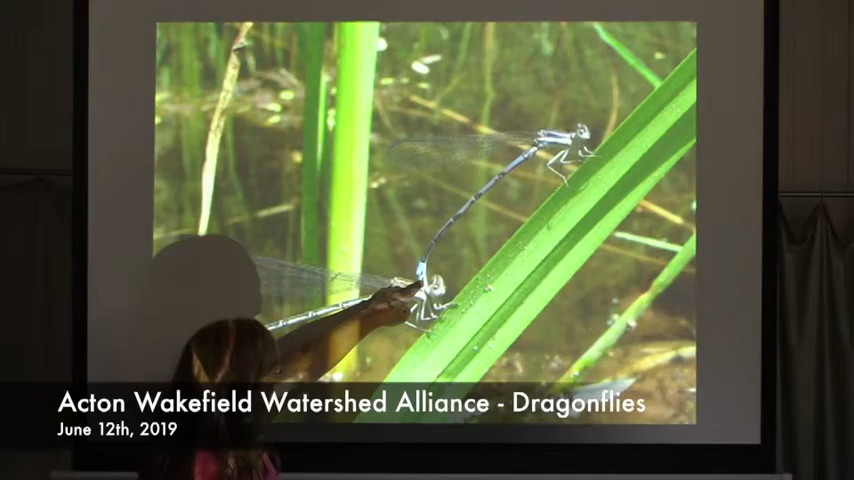 Acton Wakefield Watershed Alliance - Dragonflies
June 12th, 2019